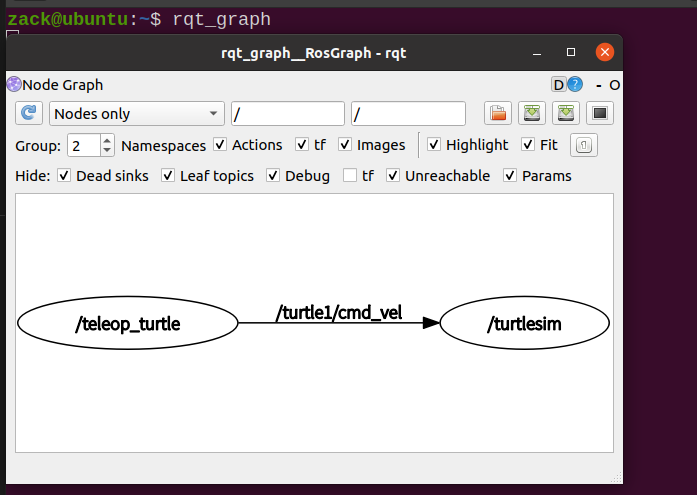 zack@ubuntu:~$ rqt_graph
rqt_graph__RosGraph - rqt
Node Graph D ? - O
Nodes only / /
Group: 2 Namespaces Actions tf Images Highlight Fit
Hide: Dead sinks Leaf topics Debug tf Unreachable Params
/teleop_turtle /turtle1/cmd_vel /turtlesim